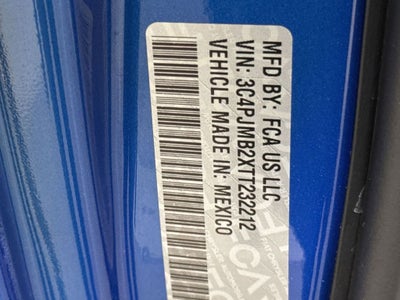 MFD BY: FCA US LLC
VIN: 3C4PJMB2XTT232212
VEHICLE MADE IN: MEXICO